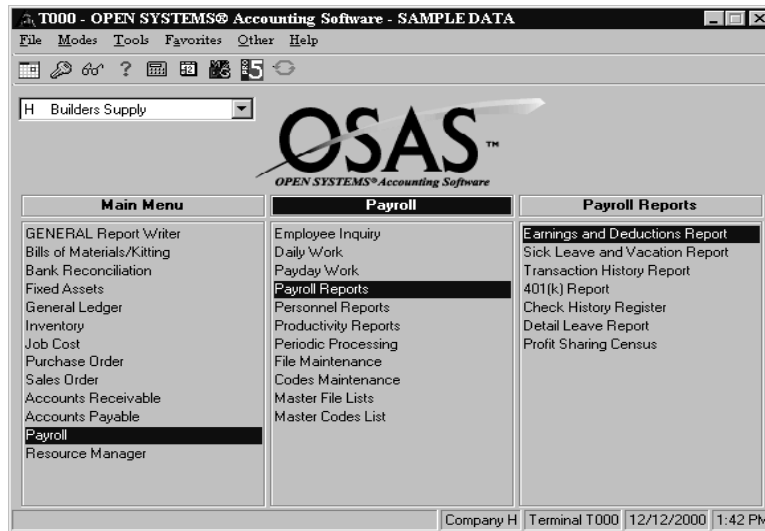 T000 - OPEN SYSTEMS® Accounting Software - SAMPLE DATA
File Modes Tools Favorites Other Help
H Builders Supply
OSAS™
OPEN SYSTEMS® Accounting Software
Main Menu
GENERAL Report Writer
Bills of Materials/Kitting
Bank Reconciliation
Fixed Assets
General Ledger
Inventory
Job Cost
Purchase Order
Sales Order
Accounts Receivable
Accounts Payable
Payroll
Resource Manager
Payroll
Employee Inquiry
Daily Work
Payday Work
Payroll Reports
Personnel Reports
Productivity Reports
Periodic Processing
File Maintenance
Codes Maintenance
Master File Lists
Master Codes List
Payroll Reports
Earnings and Deductions Report
Sick Leave and Vacation Report
Transaction History Report
401(k) Report
Check History Register
Detail Leave Report
Profit Sharing Census
Company H Terminal T000 12/12/2000 1:42 PM